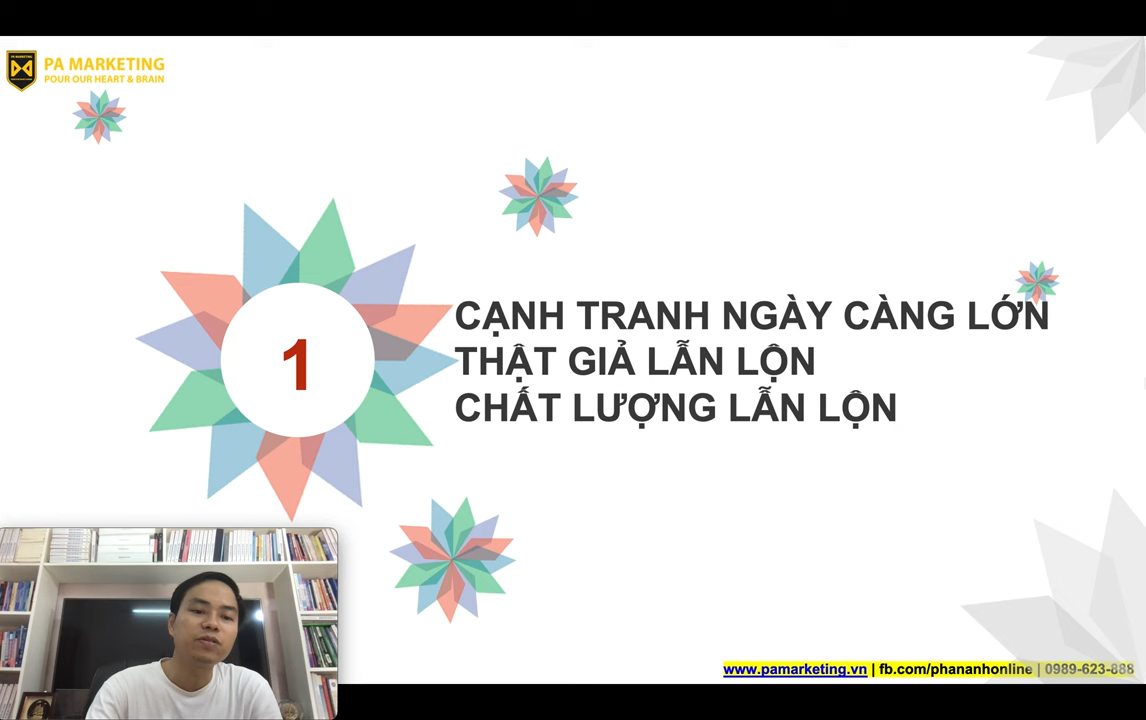 PA MARKETING
POUR OUR HEART & BRAIN
1
CẠNH TRANH NGÀY CÀNG LỚN
THẬT GIẢ LẪN LỘN
CHẤT LƯỢNG LẪN LỘN
www.pamarketing.vn | fb.com/phananhonline | 0989-623-888